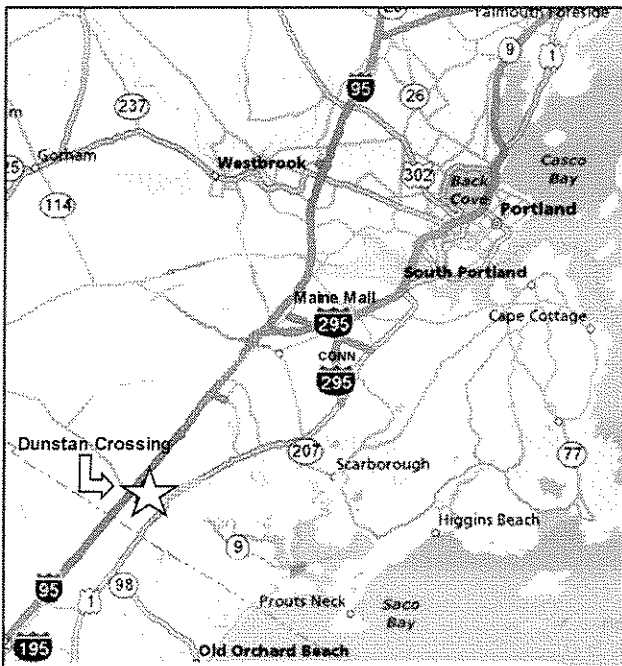 Falmouth Foreside
9
1
95
26
237
Gorham
25
Westbrook
302
Back
Cove
Casco
Bay
114
Portland
South Portland
Maine Mall
295
Cape Cottage
CONN
295
Dunstan Crossing
207
Scarborough
77
Higgins Beach
9
95
98
1
Prouts Neck
Saco
Bay
195
Old Orchard Beach